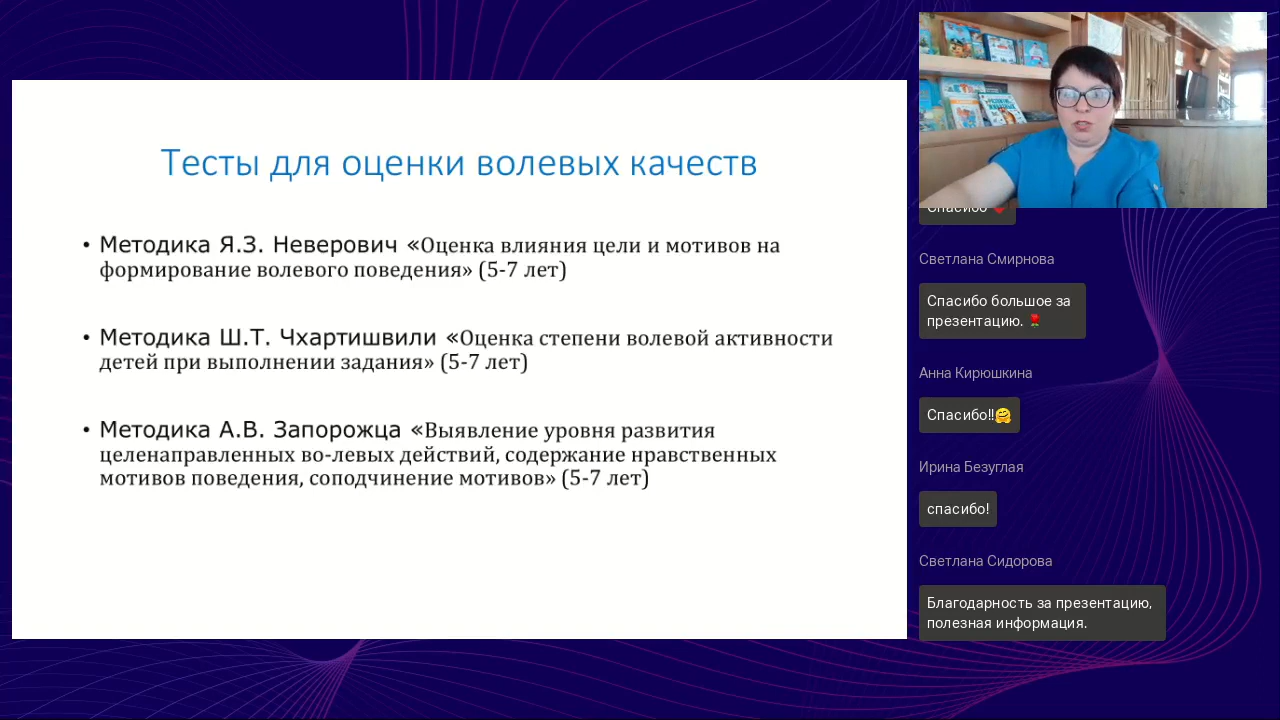 Тесты для оценки волевых качеств
• Методика Я.З. Неверович «Оценка влияния цели и мотивов на
формирование волевого поведения» (5-7 лет)
• Методика Ш.Т. Чхартишвили «Оценка степени волевой активности
детей при выполнении задания» (5-7 лет)
• Методика А.В. Запорожца «Выявление уровня развития
целенаправленных во-левых действий, содержание нравственных
мотивов поведения, соподчинение мотивов» (5-7 лет)
Спасибо ❤️
Светлана Смирнова
Спасибо большое за
презентацию. 🌹
Анна Кирюшкина
Спасибо!!🤗
Ирина Безуглая
спасибо!
Светлана Сидорова
Благодарность за презентацию,
полезная информация.